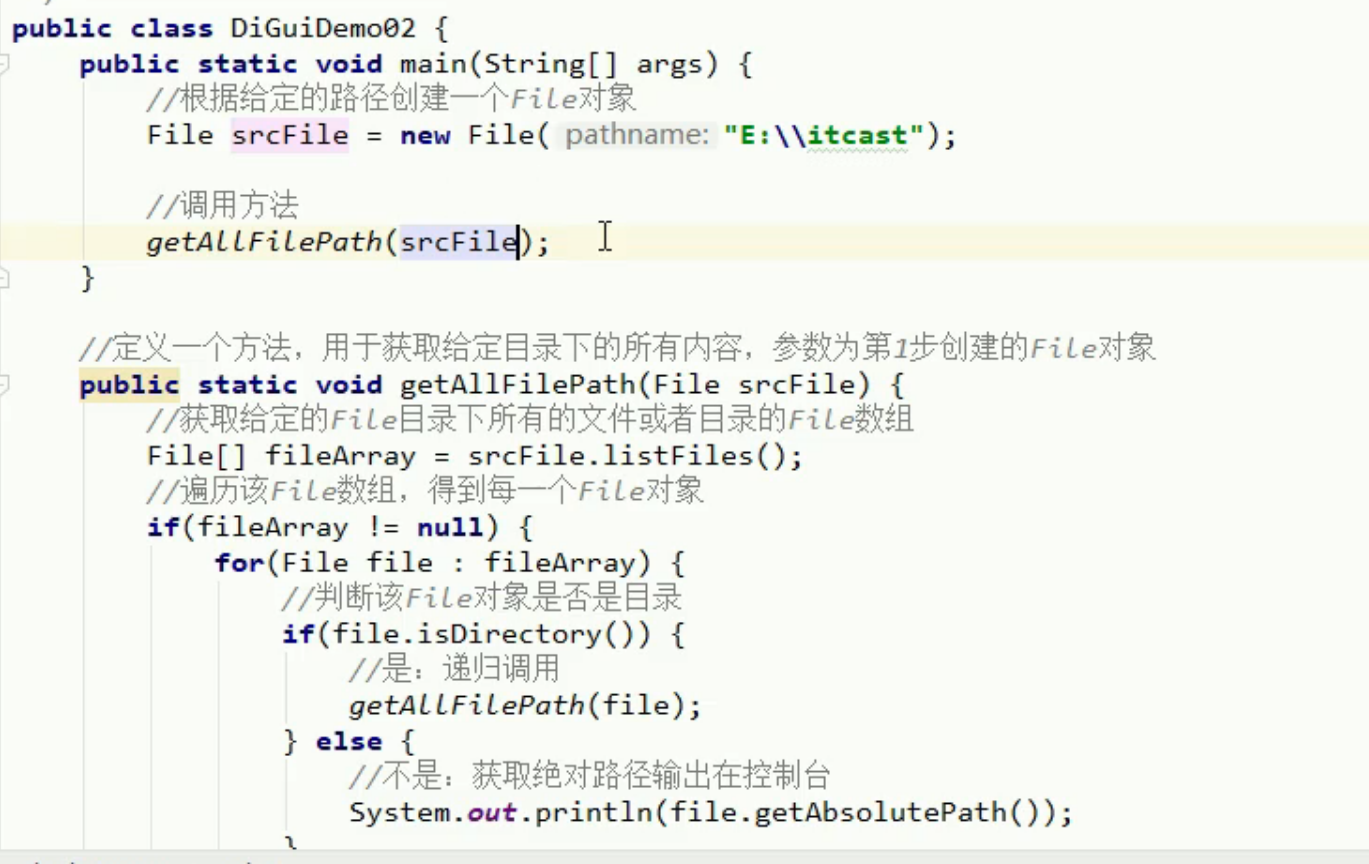 public class DiGuiDemo02 {
public static void main(String[] args) {
//根据给定的路径创建一个File对象
File srcFile = new File( pathname: "E:\\itcast");
//调用方法
getAllFilePath(srcFile);
}
//定义一个方法，用于获取给定目录下的所有内容，参数为第1步创建的File对象
public static void getAllFilePath(File srcFile) {
//获取给定的File目录下所有的文件或者目录的File数组
File[] fileArray = srcFile.listFiles();
//遍历该File数组，得到每一个File对象
if(fileArray != null) {
for(File file : fileArray) {
//判断该File对象是否是目录
if(file.isDirectory()) {
//是：递归调用
getAllFilePath(file);
} else {
//不是：获取绝对路径输出在控制台
System.out.println(file.getAbsolutePath());
}